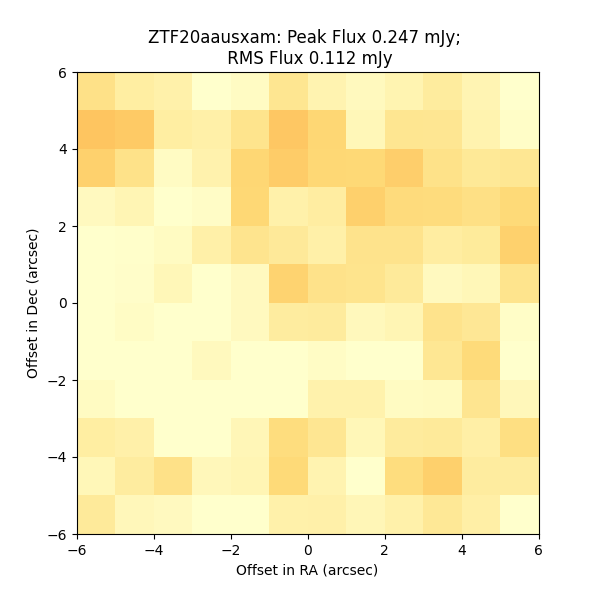 ZTF20aausxam: Peak Flux 0.247 mJy;
RMS Flux 0.112 mJy
6
4
2
0
−2
−4
−6
Offset in Dec (arcsec)
−6 −4 −2 0 2 4 6
Offset in RA (arcsec)